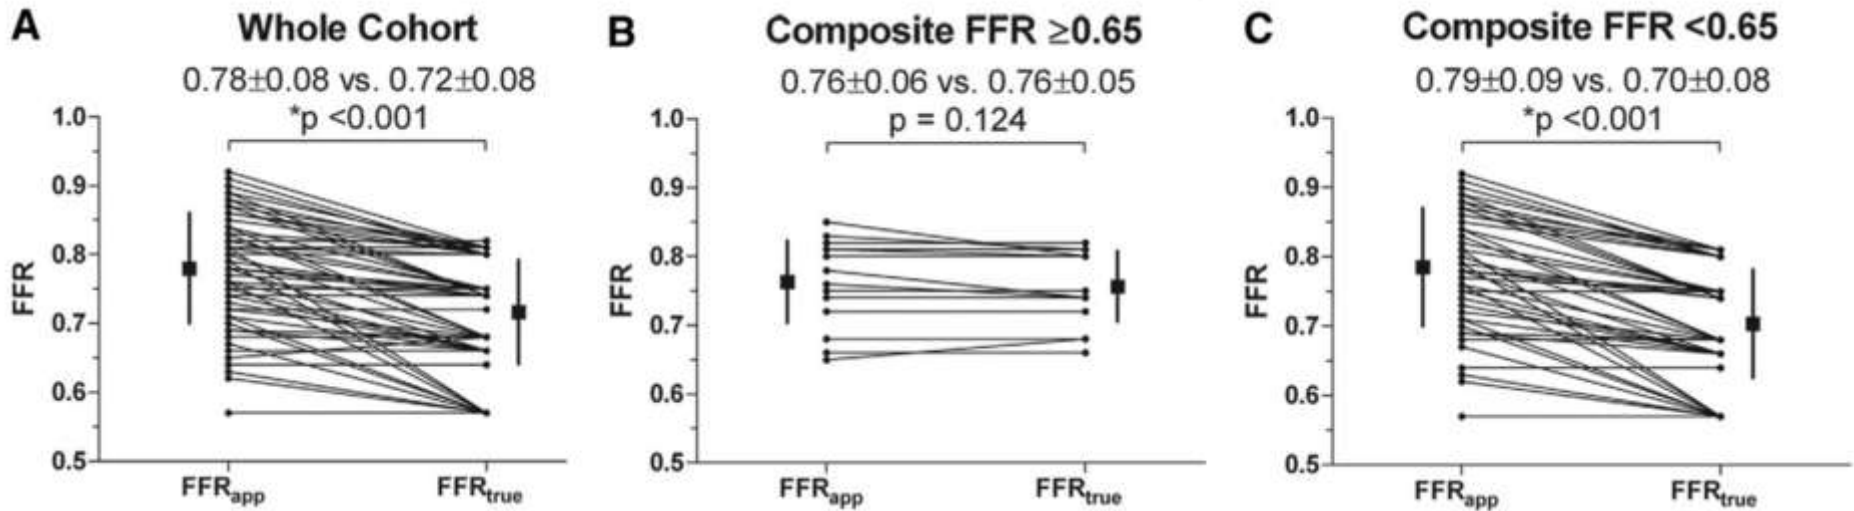 A Whole Cohort
0.78±0.08 vs. 0.72±0.08
*p <0.001
1.0
0.9
0.8
0.7
0.6
0.5
FFR
FFRapp FFRtrue
B Composite FFR ≥0.65
0.76±0.06 vs. 0.76±0.05
p = 0.124
1.0
0.9
0.8
0.7
0.6
0.5
FFR
FFRapp FFRtrue
C Composite FFR <0.65
0.79±0.09 vs. 0.70±0.08
*p <0.001
1.0
0.9
0.8
0.7
0.6
0.5
FFR
FFRapp FFRtrue